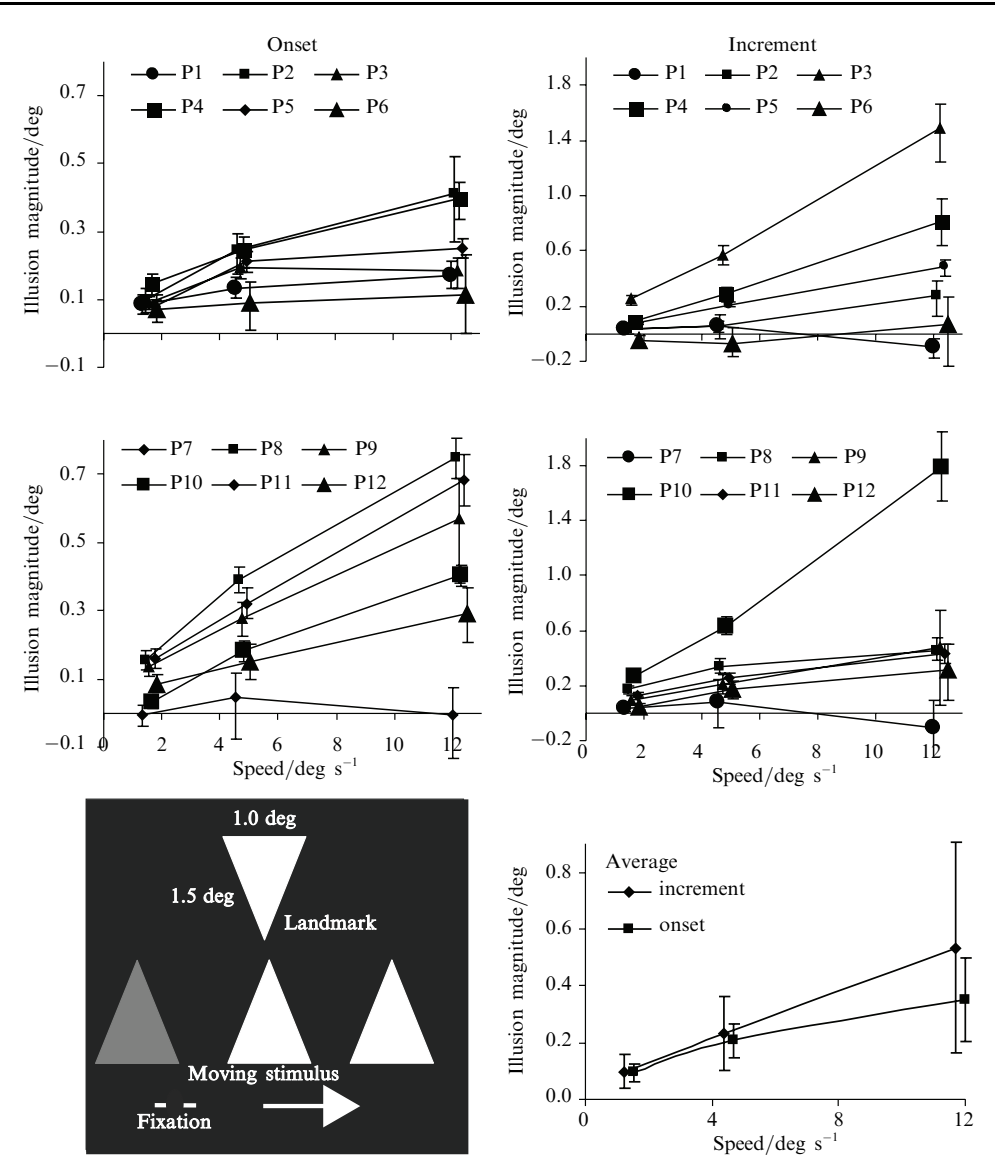 Onset
P1 P2 P3
P4 P5 P6
Illusion magnitude/deg
0.7
0.5
0.3
0.1
−0.1
Increment
P1 P2 P3
P4 P5 P6
Illusion magnitude/deg
1.8
1.4
1.0
0.6
0.2
−0.2
P7 P8 P9
P10 P11 P12
Illusion magnitude/deg
0.7
0.5
0.3
0.1
−0.1
0 2 4 6 8 10 12
Speed/deg s−1
P7 P8 P9
P10 P11 P12
Illusion magnitude/deg
1.8
1.4
1.0
0.6
0.2
−0.2
0 2 4 6 8 10 12
Speed/deg s−1
1.0 deg
1.5 deg
Landmark
Moving stimulus
Fixation
Average
increment
onset
Illusion magnitude/deg
0.8
0.6
0.4
0.2
0.0
0 4 8 12
Speed/deg s−1